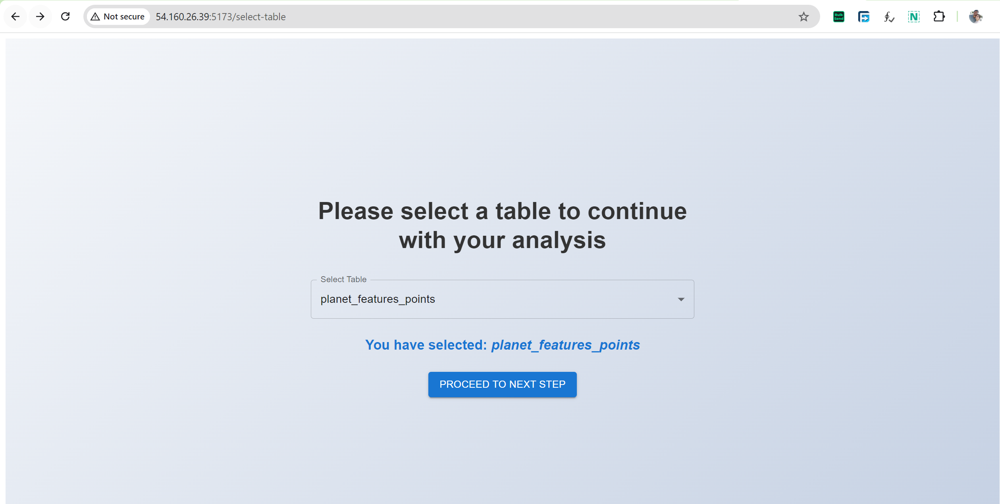 Not secure
54.160.26.39:5173/select-table
Bulk
Send
N
Please select a table to continue
with your analysis
Select Table
planet_features_points
You have selected: planet_features_points
PROCEED TO NEXT STEP